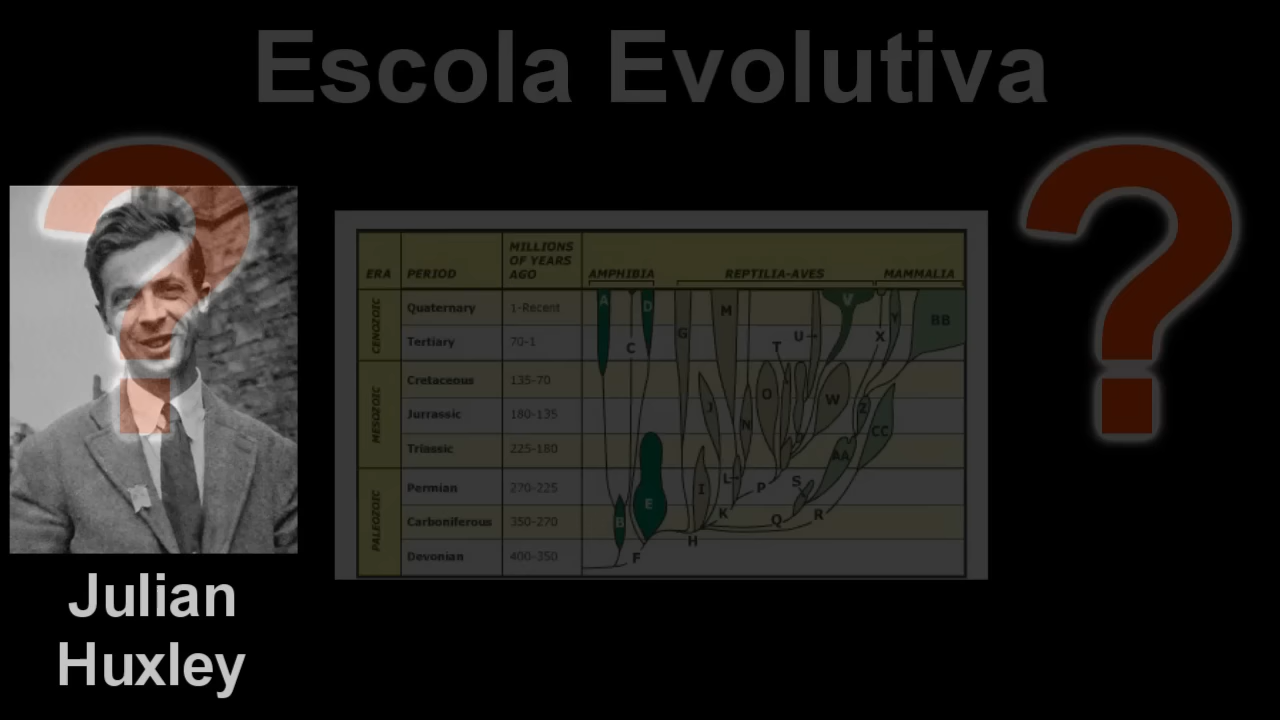 Escola Evolutiva
?
?
ERA PERIOD MILLIONS OF YEARS AGO AMPHIBIA REPTILIA-AVES MAMMALIA
CENOZOIC
Quaternary 1-Recent
Tertiary 70-1
MESOZOIC
Cretaceous 135-70
Jurrassic 180-135
Triassic 225-180
PALEOZOIC
Permian 270-225
Carboniferous 350-270
Devonian 400-350
A D M V Y BB
C G T U X
J N O W Z CC
AA
E I L P S
B K Q R
F H
Julian
Huxley